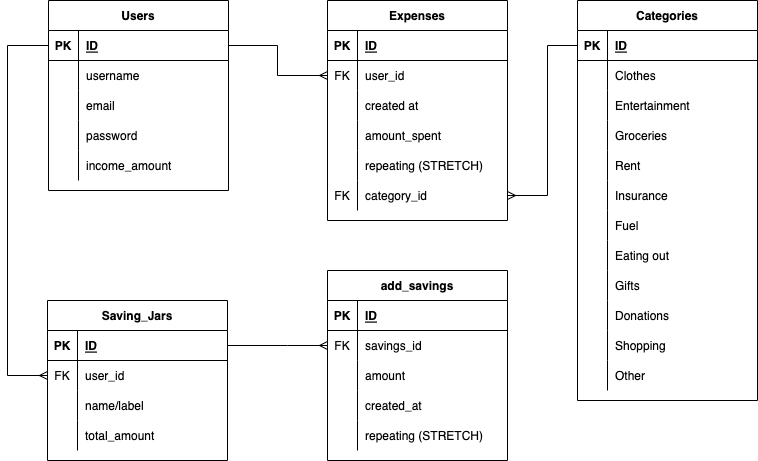 Users
PK ID
username
email
password
income_amount
Expenses
PK ID
FK user_id
created at
amount_spent
repeating (STRETCH)
FK category_id
Categories
PK ID
Clothes
Entertainment
Groceries
Rent
Insurance
Fuel
Eating out
Gifts
Donations
Shopping
Other
Saving_Jars
PK ID
FK user_id
name/label
total_amount
add_savings
PK ID
FK savings_id
amount
created_at
repeating (STRETCH)